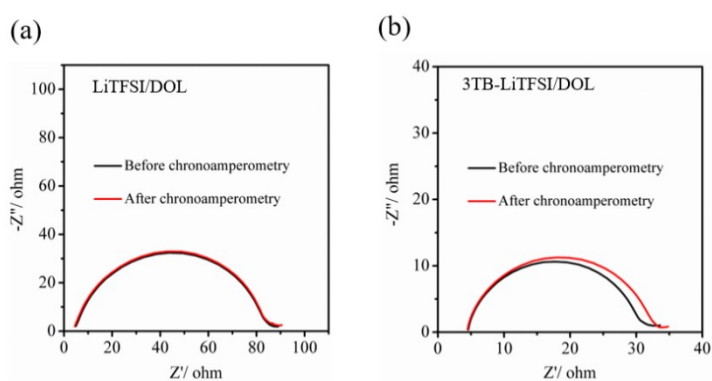 (a)
LiTFSI/DOL
Before chronoamperometry
After chronoamperometry
-Z"/ ohm
100
80
60
40
20
0
0 20 40 60 80 100
Z'/ ohm
(b)
3TB-LiTFSI/DOL
Before chronoamperometry
After chronoamperometry
-Z"/ ohm
40
30
20
10
0
0 10 20 30 40
Z'/ ohm